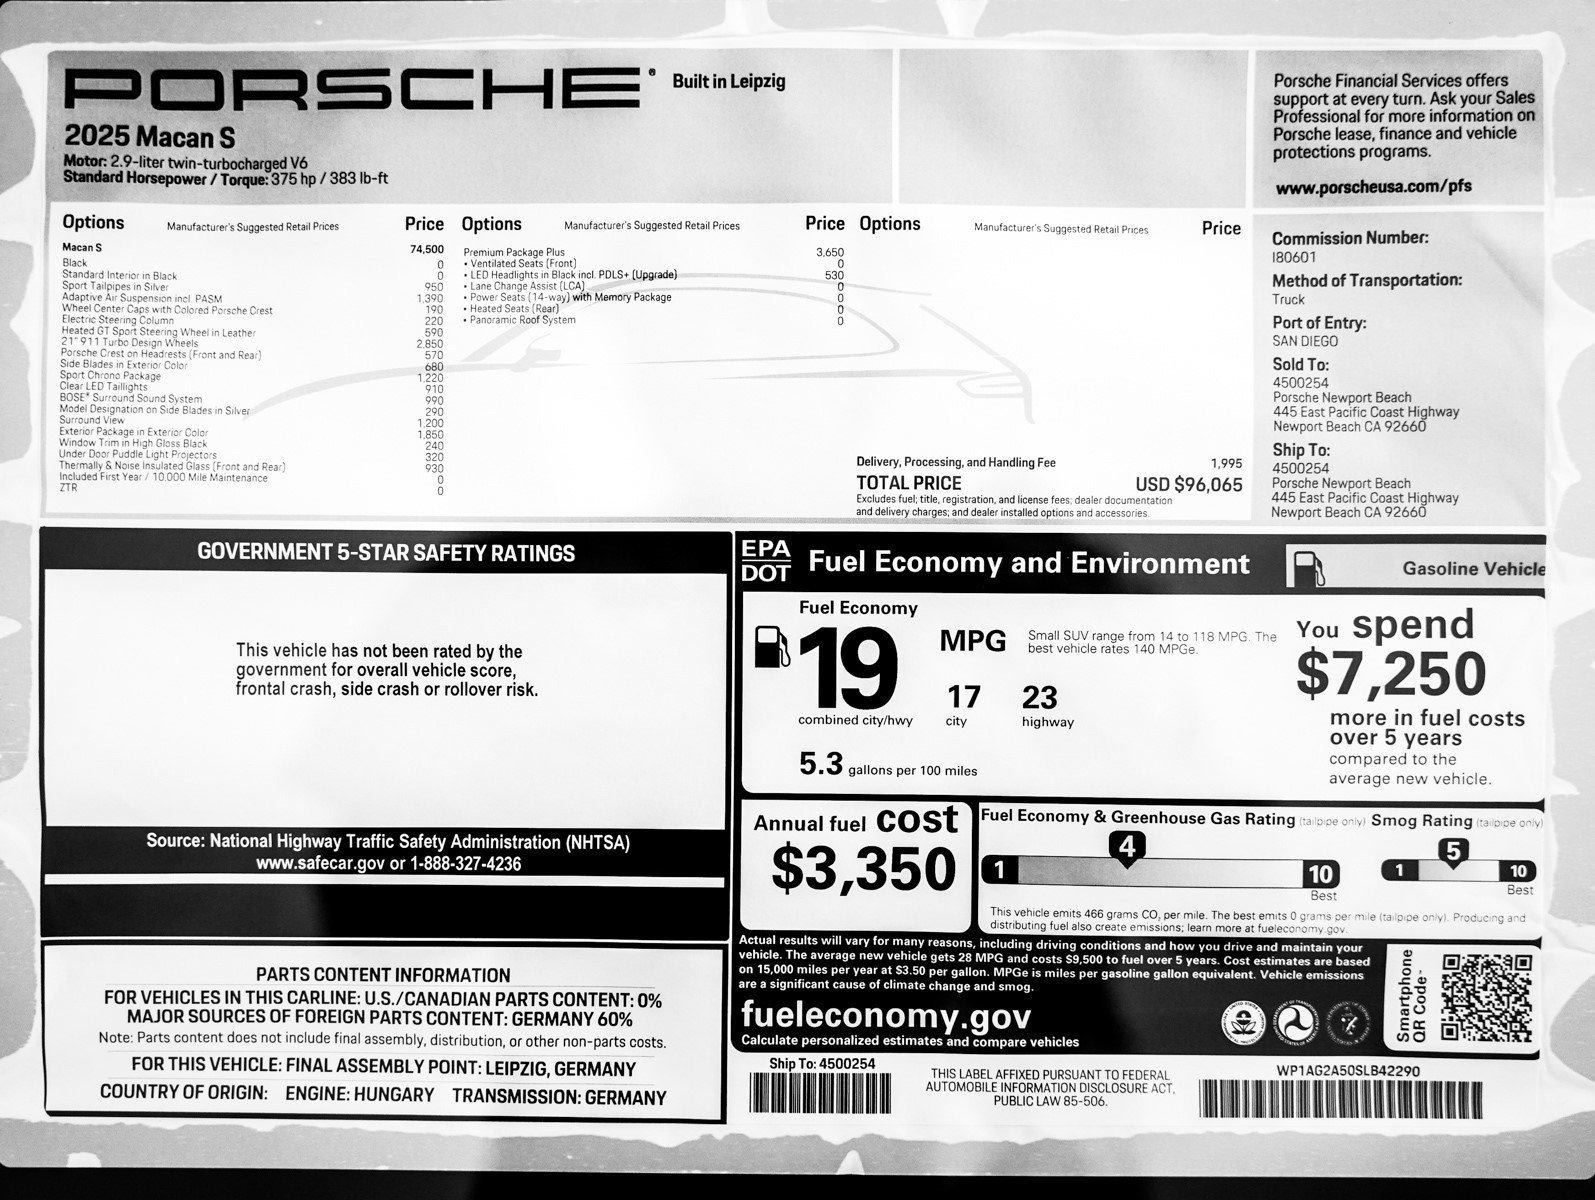 PORSCHE® Built in Leipzig
2025 Macan S
Motor: 2.9-liter twin-turbocharged V6
Standard Horsepower / Torque: 375 hp / 383 lb-ft
Porsche Financial Services offers
support at every turn. Ask your Sales
Professional for more information on
Porsche lease, finance and vehicle
protections programs.
www.porscheusa.com/pfs
Options Manufacturer's Suggested Retail Prices Price
Macan S 74,500
Black 0
Standard Interior in Black 0
Sport Tailpipes in Silver 950
Adaptive Air Suspension incl. PASM 1,390
Wheel Center Caps with Colored Porsche Crest 190
Electric Steering Column 220
Heated GT Sport Steering Wheel in Leather 590
21" 911 Turbo Design Wheels 2,850
Porsche Crest on Headrests (Front and Rear) 570
Side Blades in Exterior Color 680
Sport Chrono Package 1,220
Clear LED Taillights 910
BOSE® Surround Sound System 990
Model Designation on Side Blades in Silver 290
Surround View 1,200
Exterior Package in Exterior Color 1,850
Window Trim in High Gloss Black 240
Under Door Puddle Light Projectors 320
Thermally & Noise Insulated Glass (Front and Rear) 930
Included First Year / 10,000 Mile Maintenance 0
ZTR 0
Options Manufacturer's Suggested Retail Prices Price
Premium Package Plus 3,650
• Ventilated Seats (Front) 0
• LED Headlights in Black incl. PDLS+ (Upgrade) 530
• Lane Change Assist (LCA) 0
• Power Seats (14-way) with Memory Package 0
• Heated Seats (Rear) 0
• Panoramic Roof System 0
Options Manufacturer's Suggested Retail Prices Price
Delivery, Processing, and Handling Fee 1,995
TOTAL PRICE USD $96,065
Excludes fuel; title, registration, and license fees; dealer documentation
and delivery charges; and dealer installed options and accessories.
Commission Number:
I80601
Method of Transportation:
Truck
Port of Entry:
SAN DIEGO
Sold To:
4500254
Porsche Newport Beach
445 East Pacific Coast Highway
Newport Beach CA 92660
Ship To:
4500254
Porsche Newport Beach
445 East Pacific Coast Highway
Newport Beach CA 92660
GOVERNMENT 5-STAR SAFETY RATINGS
This vehicle has not been rated by the
government for overall vehicle score,
frontal crash, side crash or rollover risk.
Source: National Highway Traffic Safety Administration (NHTSA)
www.safecar.gov or 1-888-327-4236
PARTS CONTENT INFORMATION
FOR VEHICLES IN THIS CARLINE: U.S./CANADIAN PARTS CONTENT: 0%
MAJOR SOURCES OF FOREIGN PARTS CONTENT: GERMANY 60%
Note: Parts content does not include final assembly, distribution, or other non-parts costs.
FOR THIS VEHICLE: FINAL ASSEMBLY POINT: LEIPZIG, GERMANY
COUNTRY OF ORIGIN: ENGINE: HUNGARY TRANSMISSION: GERMANY
EPA
DOT
Fuel Economy and Environment
Gasoline Vehicle
Fuel Economy
19 MPG
combined city/hwy
17 city
23 highway
5.3 gallons per 100 miles
Small SUV range from 14 to 118 MPG. The
best vehicle rates 140 MPGe.
You spend
$7,250
more in fuel costs
over 5 years
compared to the
average new vehicle.
Annual fuel cost
$3,350
Fuel Economy & Greenhouse Gas Rating (tailpipe only)
4
1 10
Best
Smog Rating (tailpipe only)
5
1 10
Best
This vehicle emits 466 grams CO₂ per mile. The best emits 0 grams per mile (tailpipe only). Producing and
distributing fuel also create emissions; learn more at fueleconomy.gov.
Actual results will vary for many reasons, including driving conditions and how you drive and maintain your
vehicle. The average new vehicle gets 28 MPG and costs $9,500 to fuel over 5 years. Cost estimates are based
on 15,000 miles per year at $3.50 per gallon. MPGe is miles per gasoline gallon equivalent. Vehicle emissions
are a significant cause of climate change and smog.
fueleconomy.gov
Calculate personalized estimates and compare vehicles
Smartphone
QR Code™
Ship To: 4500254
THIS LABEL AFFIXED PURSUANT TO FEDERAL
AUTOMOBILE INFORMATION DISCLOSURE ACT,
PUBLIC LAW 85-506.
WP1AG2A50SLB42290